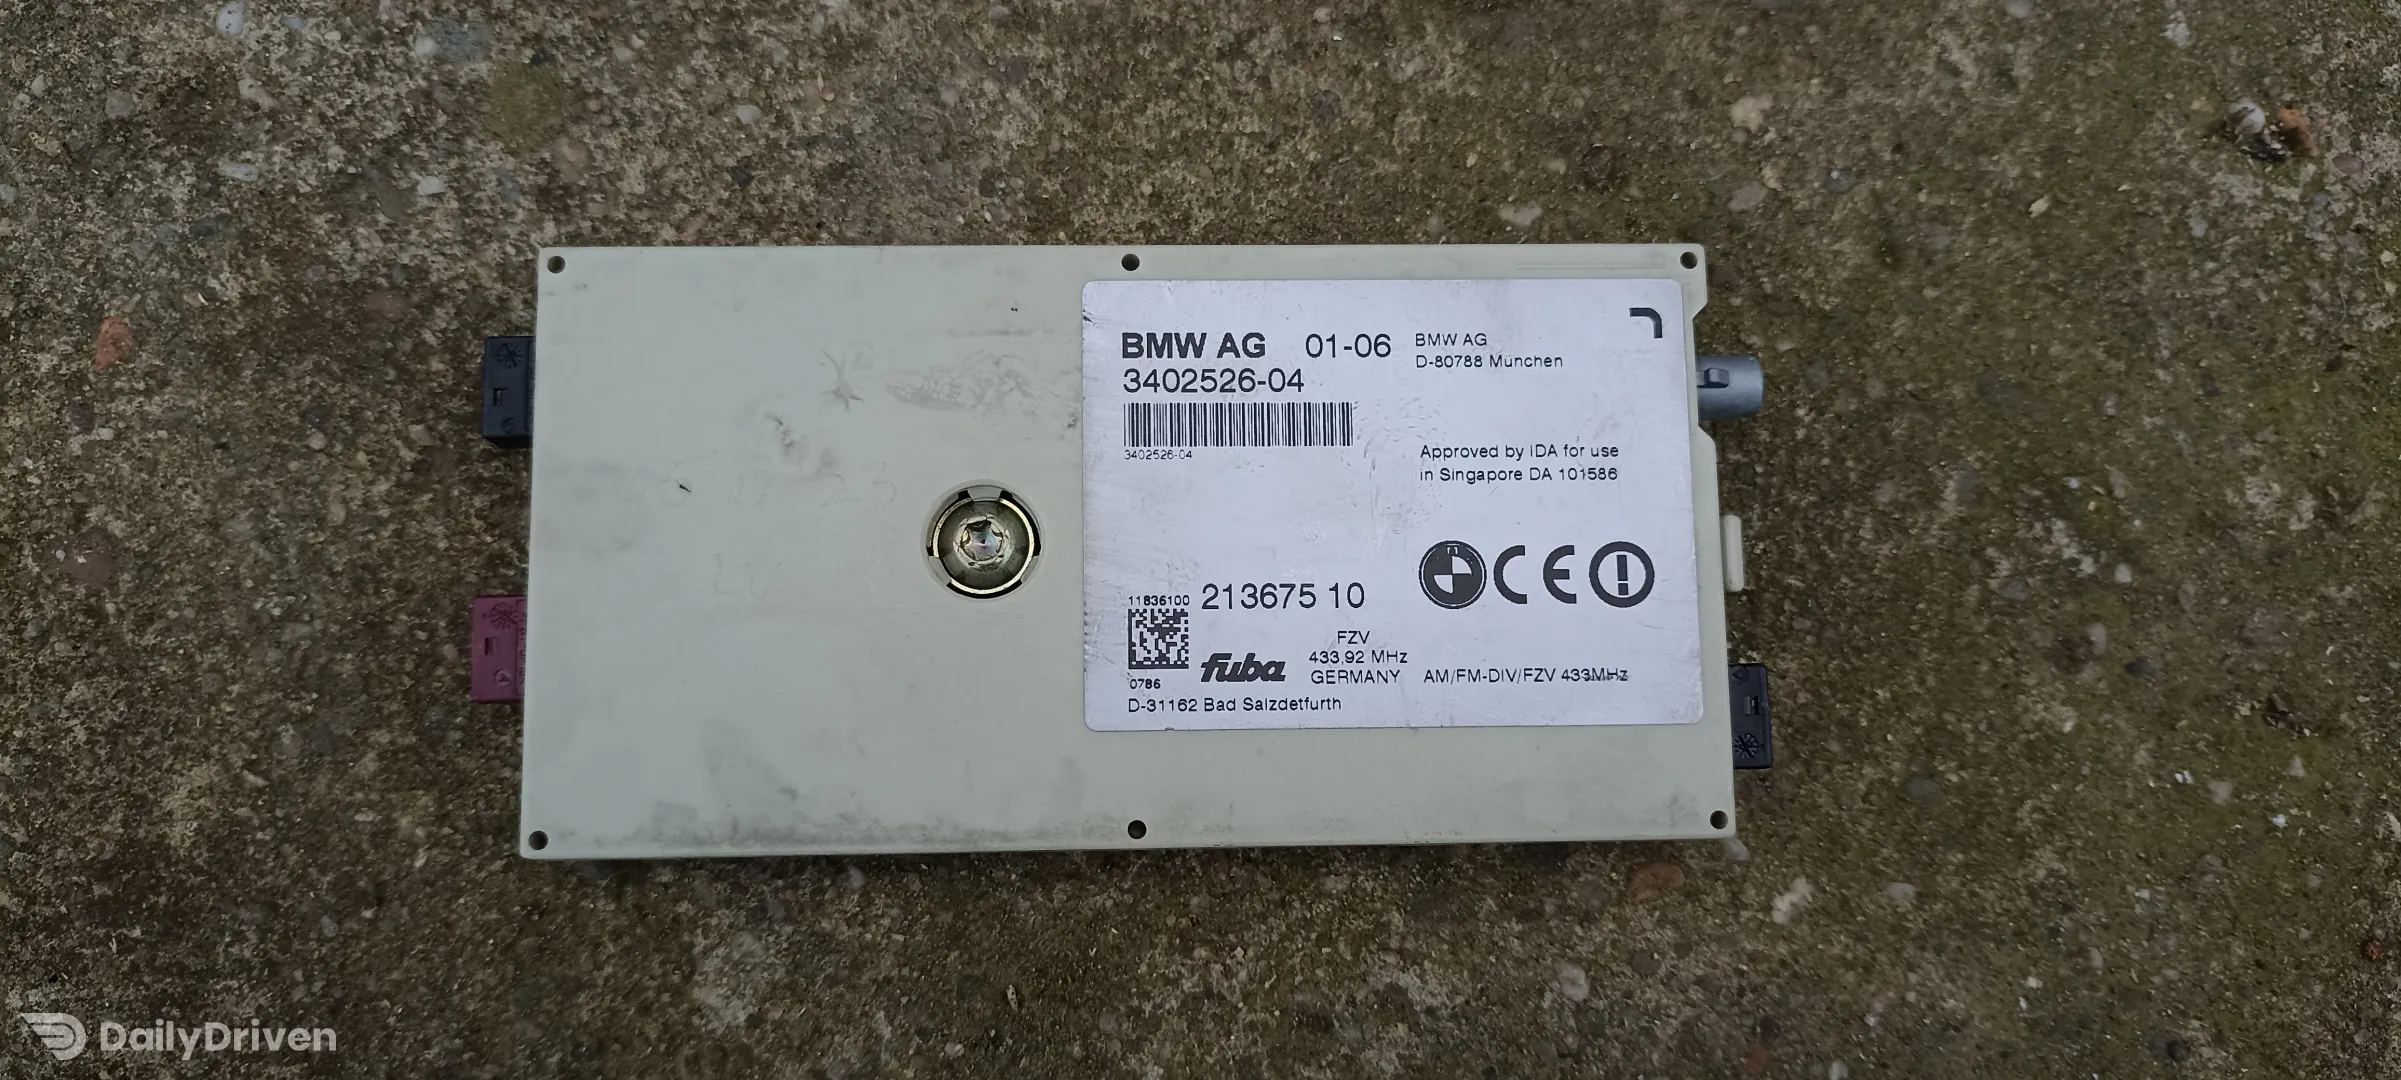 BMW AG 01-06
3402526-04
3402526-04
BMW AG
D-80788 München
Approved by IDA for use
in Singapore DA 101586
CE
11836100
213675 10
0786
fuba
FZV
433,92 MHz
GERMANY
AM/FM-DIV/FZV 433MHz
D-31162 Bad Salzdetfurth
DailyDriven